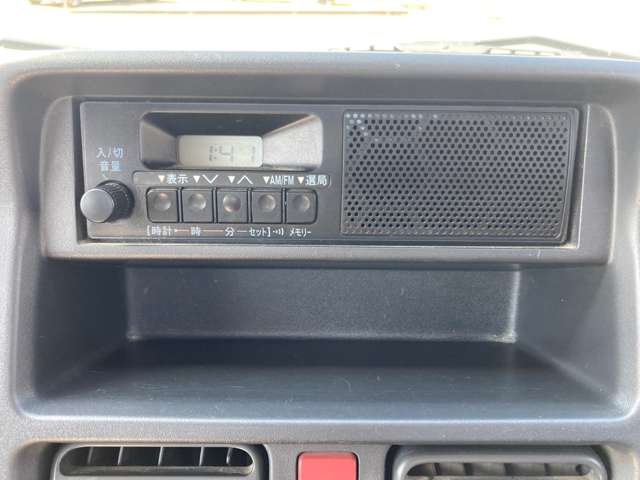 1:41
入/切
音量
▼表示 ▼∨ ▼∧ ▼AM/FM ▼選局
[時計▸ 時 — 分 — セット] メモリー